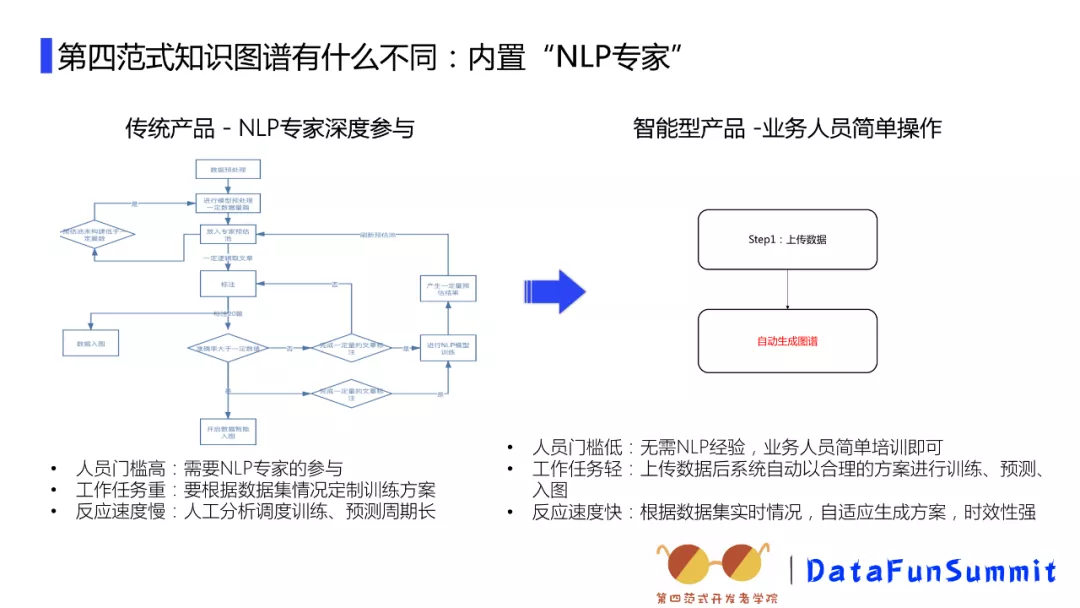 第四范式知识图谱有什么不同：内置“NLP专家”
传统产品 - NLP专家深度参与
数据预处理
进行模型预处理
一定数据量篇
是
放入专家预估
池
刷新预估池
一定逻辑取文章
标注
否
产生一定量预
估结果
标注20篇
数据入图
准确率大于一定数值
否
完成一定量的文章标
注
是
进行NLP模型
训练
是
完成一定量的文章标
注
是
开启数据智能
入图
• 人员门槛高：需要NLP专家的参与
• 工作任务重：要根据数据集情况定制训练方案
• 反应速度慢：人工分析调度训练、预测周期长
智能型产品 -业务人员简单操作
Step1：上传数据
自动生成图谱
• 人员门槛低：无需NLP经验，业务人员简单培训即可
• 工作任务轻：上传数据后系统自动以合理的方案进行训练、预测、
入图
• 反应速度快：根据数据集实时情况，自适应生成方案，时效性强
第四范式开发者学院
DataFunSummit